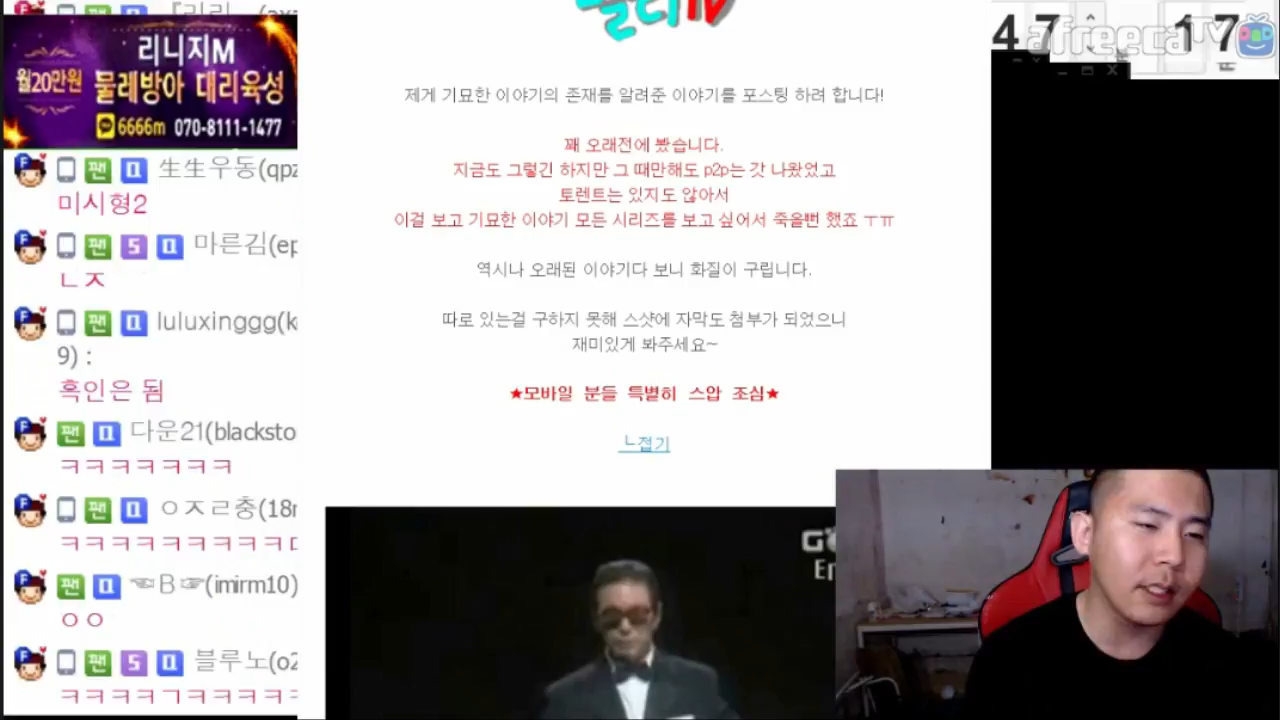 리니지M
월20만원
물레방아 대리육성
6666m 070-8111-1477
팬 生生우동(qpz
미시형2
팬 S 마른김(ep
ㄴㅈ
팬 luluxinggg(k
9) :
흑인은 됨
팬 다운21(blacksto
ㅋㅋㅋㅋㅋㅋㅋ
팬 ㅇㅈㄹ충(18r
ㅋㅋㅋㅋㅋㅋㅋㅋㅋ
팬 ☜B☞(imirm10)
ㅇㅇ
팬 S 블루노(o2
ㅋㅋㅋㅋㄱㅋㅋㅋㅋ
제게 기묘한 이야기의 존재를 알려준 이야기를 포스팅 하려 합니다!
꽤 오래전에 봤습니다.
지금도 그렇긴 하지만 그 때만해도 p2p는 갓 나왔었고
토렌트는 있지도 않아서
이걸 보고 기묘한 이야기 모든 시리즈를 보고 싶어서 죽을뻔 했죠 ㅜㅠ
역시나 오래된 이야기다 보니 화질이 구립니다.
따로 있는걸 구하지 못해 스샷에 자막도 첨부가 되었으니
재미있게 봐주세요~
★모바일 분들 특별히 스압 조심★
└접기
47 17
afreecaTV